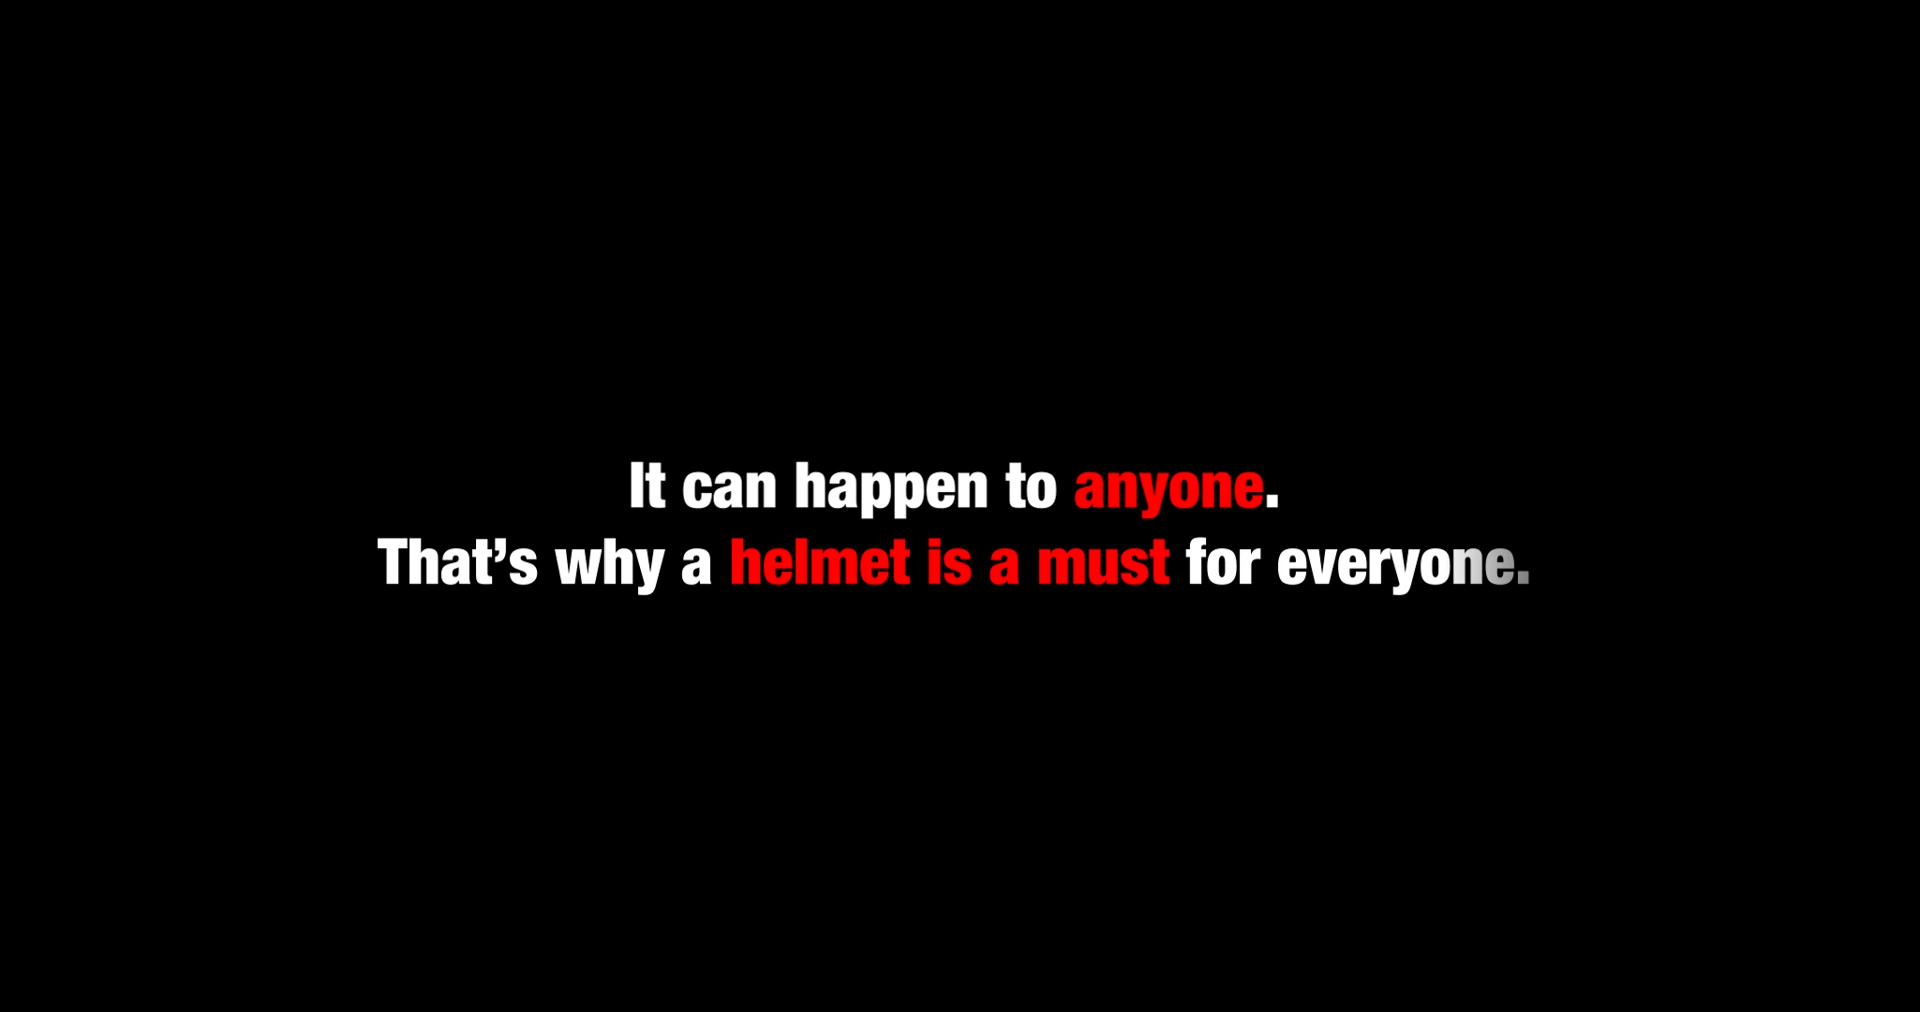 It can happen to anyone.
That’s why a helmet is a must for everyone.